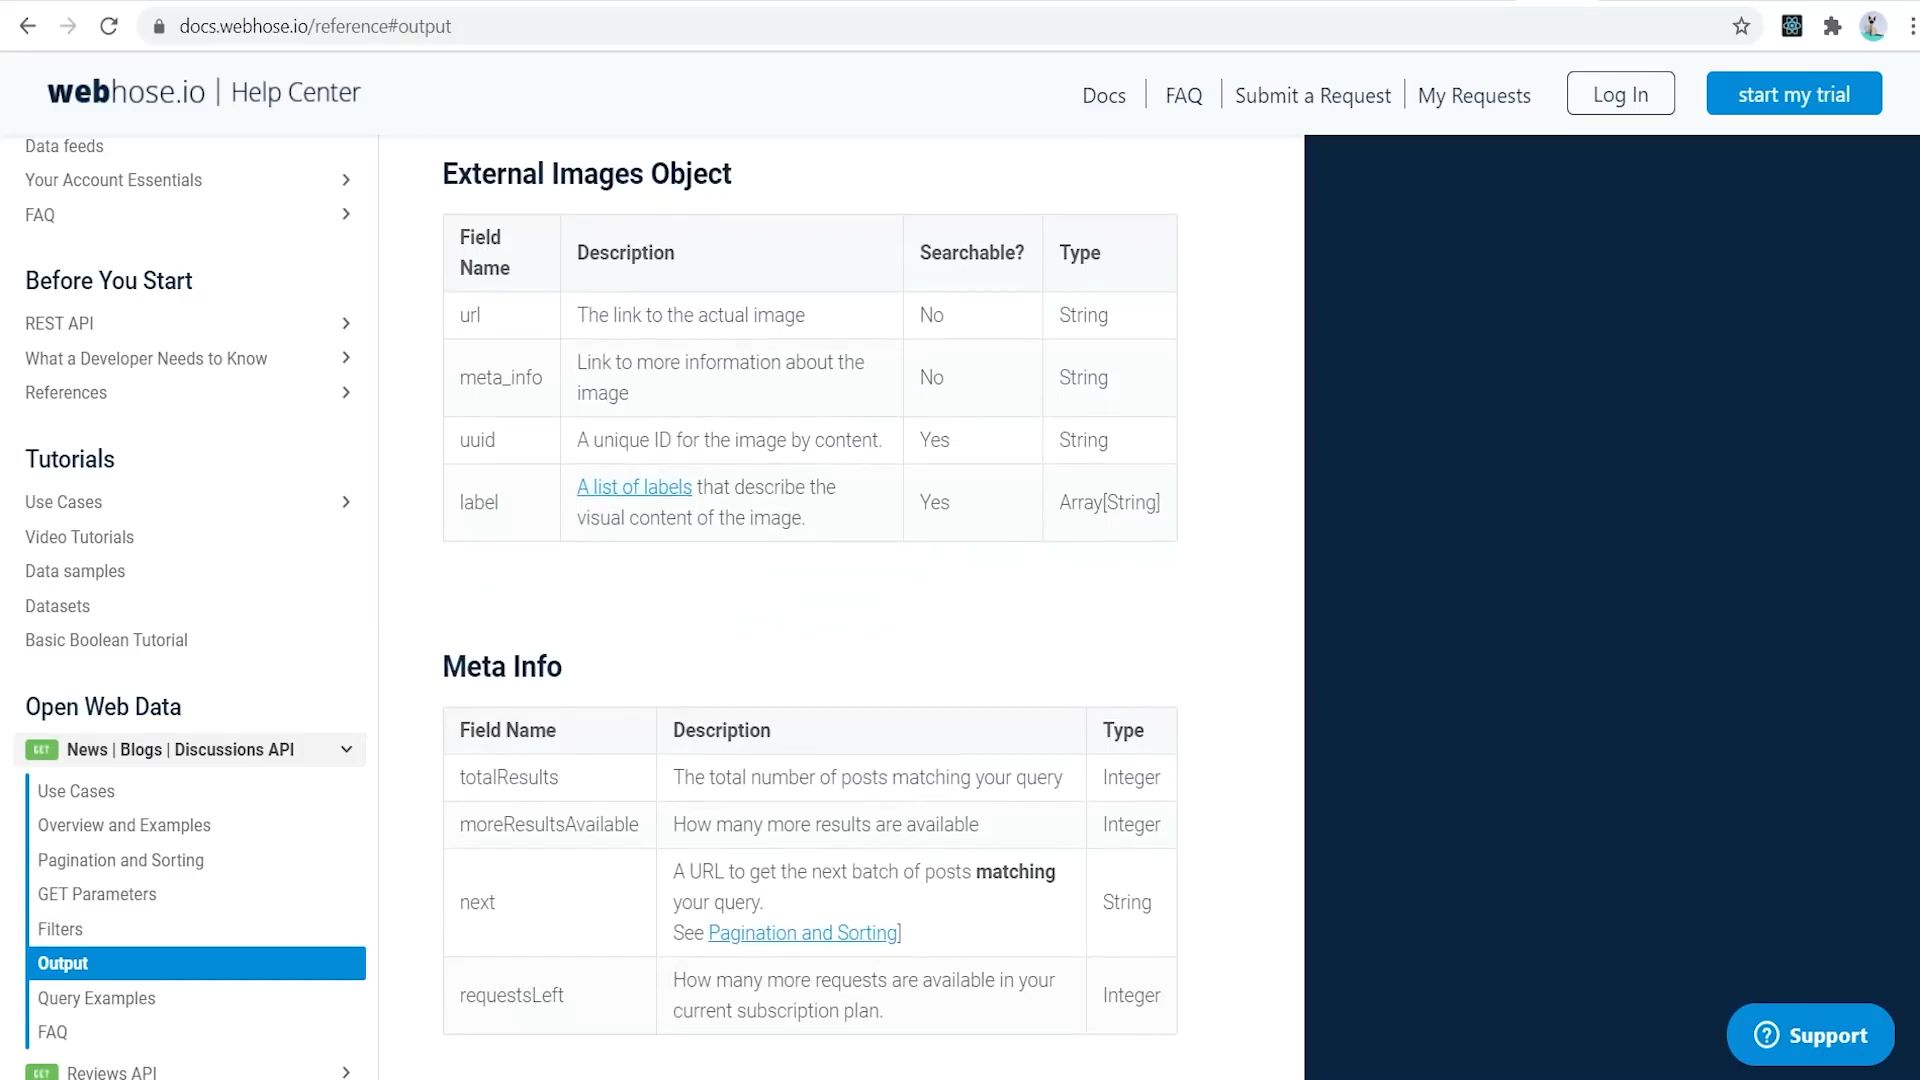 docs.webhose.io/reference#output
webhose.io | Help Center
Docs
FAQ
Submit a Request
My Requests
Log In
start my trial
Data feeds
Your Account Essentials
FAQ
Before You Start
REST API
What a Developer Needs to Know
References
Tutorials
Use Cases
Video Tutorials
Data samples
Datasets
Basic Boolean Tutorial
Open Web Data
GET News | Blogs | Discussions API
Use Cases
Overview and Examples
Pagination and Sorting
GET Parameters
Filters
Output
Query Examples
FAQ
GET Reviews API
External Images Object
Field
Name
Description
Searchable?
Type
url
The link to the actual image
No
String
meta_info
Link to more information about the
image
No
String
uuid
A unique ID for the image by content.
Yes
String
label
A list of labels that describe the
visual content of the image.
Yes
Array[String]
Meta Info
Field Name
Description
Type
totalResults
The total number of posts matching your query
Integer
moreResultsAvailable
How many more results are available
Integer
next
A URL to get the next batch of posts matching
your query.
See Pagination and Sorting]
String
requestsLeft
How many more requests are available in your
current subscription plan.
Integer
Support